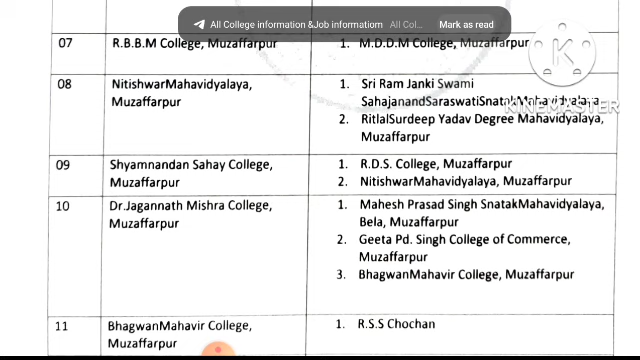 All College information &Job informatiom All Col... Mark as read
07 R.B.B.M College, Muzaffarpur 1. M.D.D.M College, Muzaffarpur
08 NitishwarMahavidyalaya, 1. Sri Ram Janki Swami
Muzaffarpur SahajanandSaraswatiSnatakMahavidyalaya
2. RitlalSurdeep Yadav Degree Mahavidyalaya,
Muzaffarpur
09 Shyamnandan Sahay College, 1. R.D.S. College, Muzaffarpur
Muzaffarpur 2. NitishwarMahavidyalaya, Muzaffarpur
10 Dr.Jagannath Mishra College, 1. Mahesh Prasad Singh SnatakMahavidyalaya,
Muzaffarpur Bela, Muzaffarpur
2. Geeta Pd. Singh College of Commerce,
Muzaffarpur
3. BhagwanMahavir College, Muzaffarpur
11 BhagwanMahavir College, 1. R.S.S Chochan
Muzaffarpur
K
KINEMASTER